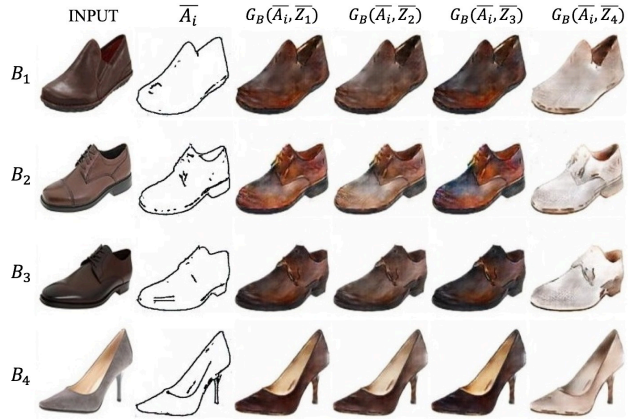 INPUT $\overline{A_i}$ $G_B(\overline{A_i}, \overline{Z_1})$ $G_B(\overline{A_i}, \overline{Z_2})$ $G_B(\overline{A_i}, \overline{Z_3})$ $G_B(\overline{A_i}, \overline{Z_4})$
$B_1$
$B_2$
$B_3$
$B_4$